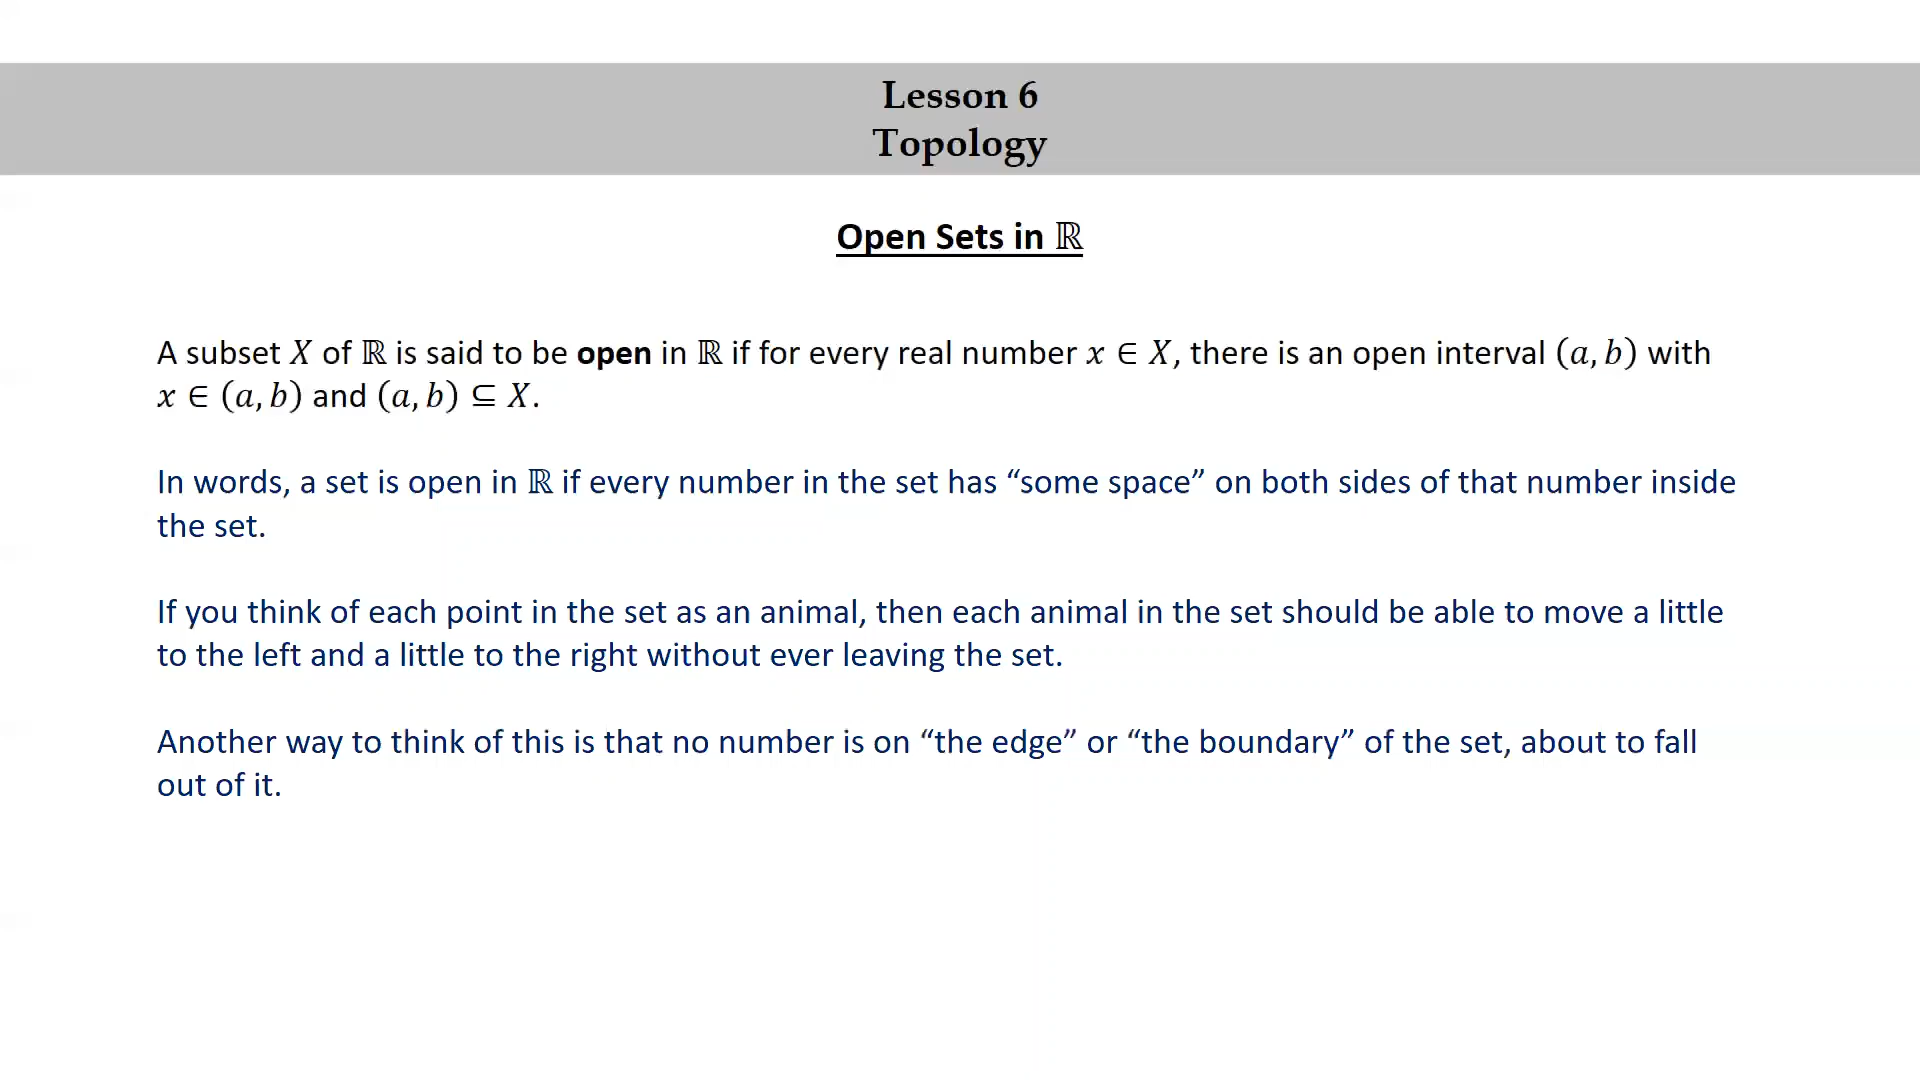 Lesson 6
Topology
Open Sets in ℝ
A subset 𝑋 of ℝ is said to be open in ℝ if for every real number 𝑥 ∈ 𝑋, there is an open interval (𝑎, 𝑏) with
𝑥 ∈ (𝑎, 𝑏) and (𝑎, 𝑏) ⊆ 𝑋.
In words, a set is open in ℝ if every number in the set has “some space” on both sides of that number inside
the set.
If you think of each point in the set as an animal, then each animal in the set should be able to move a little
to the left and a little to the right without ever leaving the set.
Another way to think of this is that no number is on “the edge” or “the boundary” of the set, about to fall
out of it.